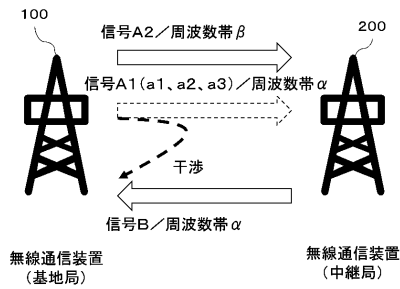 100
200
信号A2／周波数帯β
信号A1（a1、a2、a3）／周波数帯α
干渉
信号B／周波数帯α
無線通信装置
（基地局）
無線通信装置
（中継局）